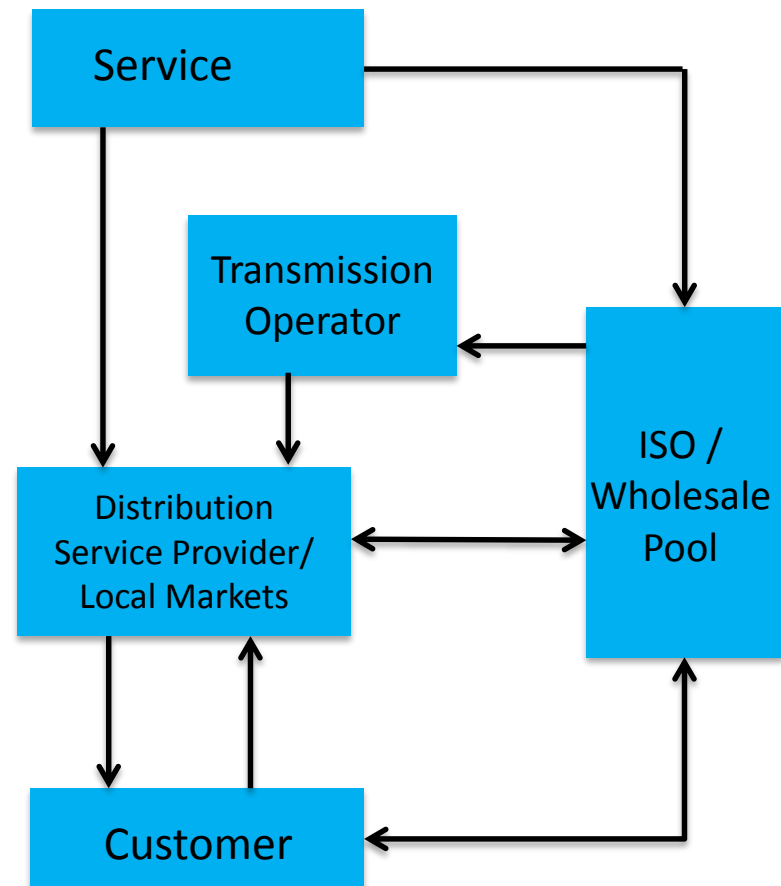 Service
Transmission
Operator
ISO /
Wholesale
Pool
Distribution
Service Provider/
Local Markets
Customer